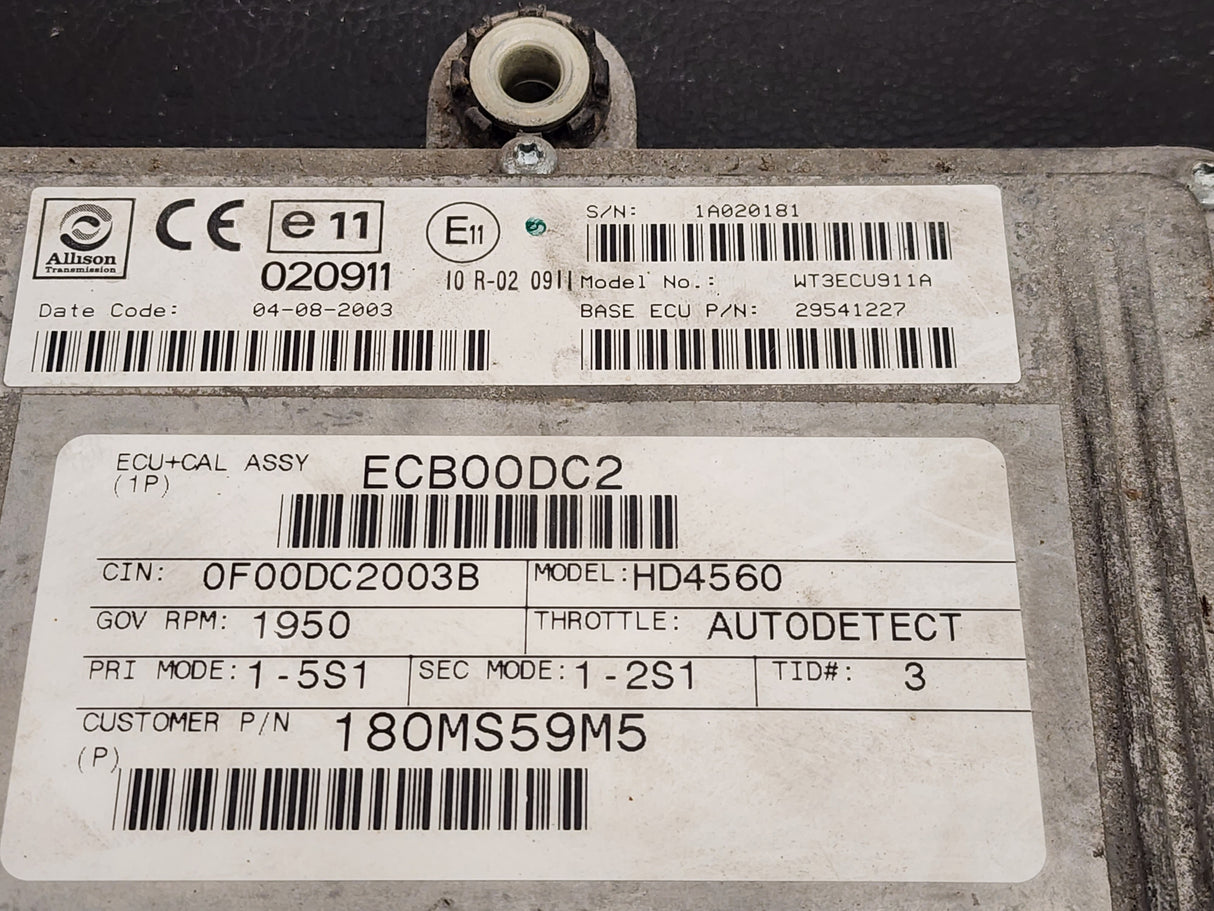 Allison
Transmission
CE
e 11
020911
E11
10 R-02 0911
Date Code: 04-08-2003
S/N: 1A020181
Model No.: WT3ECU911A
BASE ECU P/N: 29541227
ECU+CAL ASSY ECB00DC2
(1P)
CIN: 0F00DC2003B MODEL: HD4560
GOV RPM: 1950 THROTTLE: AUTODETECT
PRI MODE: 1-5S1 SEC MODE: 1-2S1 TID#: 3
CUSTOMER P/N 180MS59M5
(P)